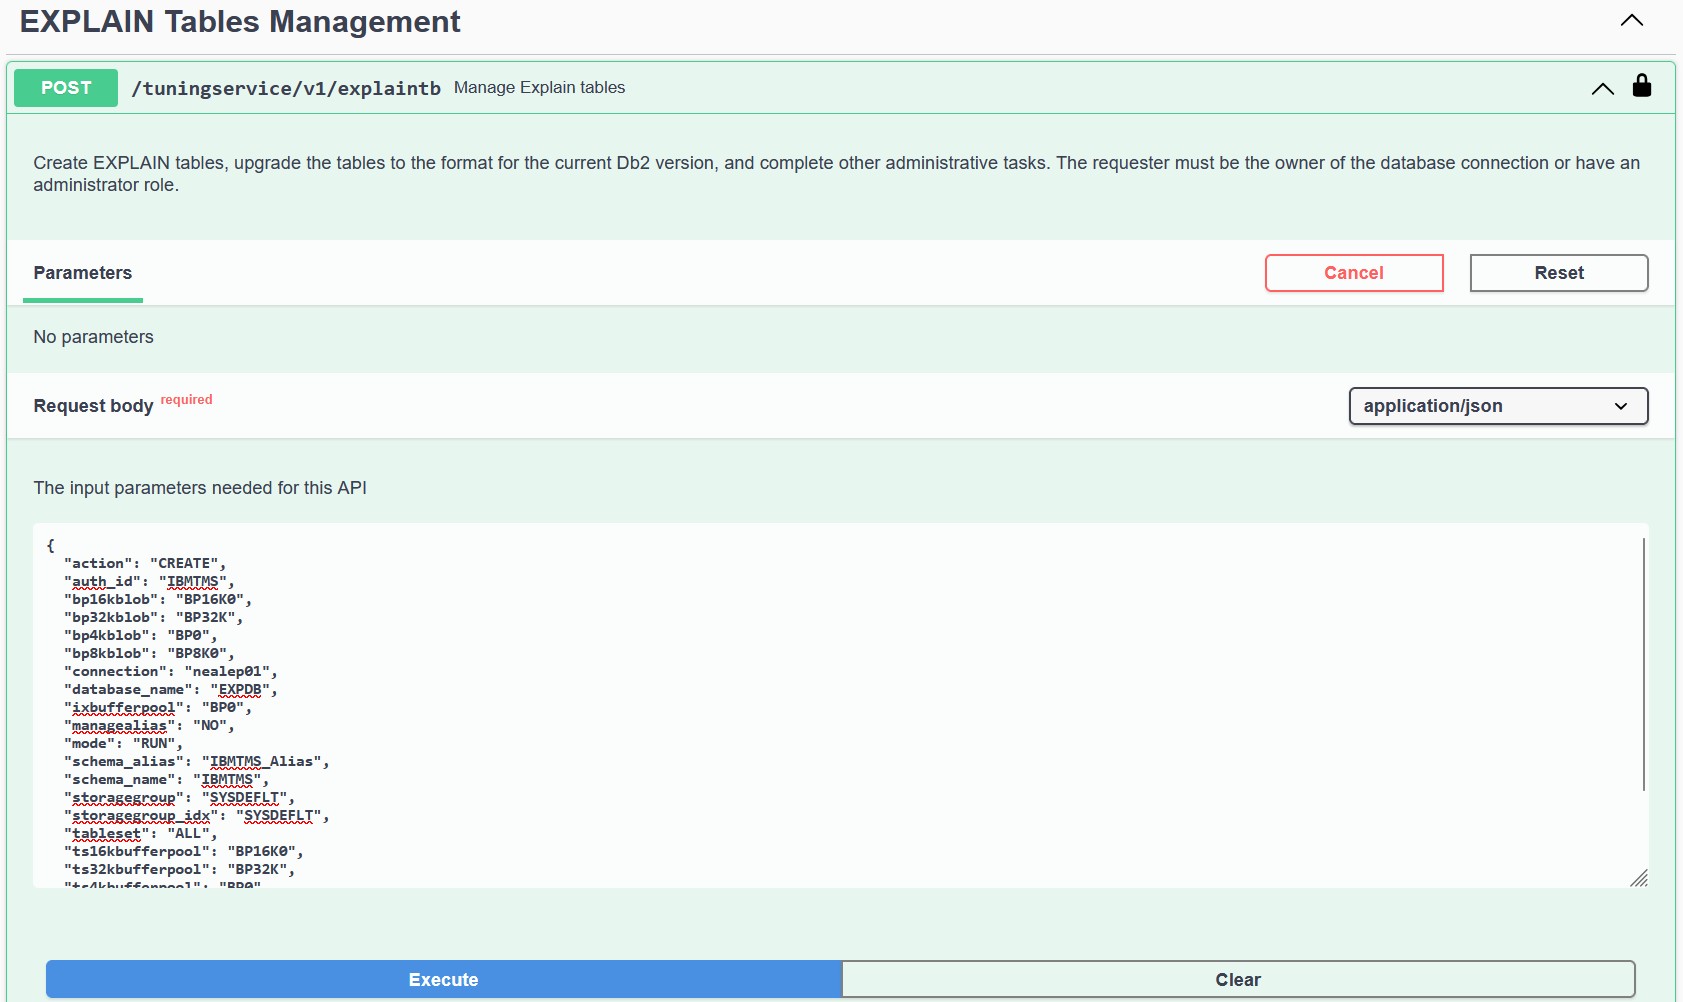 EXPLAIN Tables Management
POST /tuningservice/v1/explaintb Manage Explain tables
Create EXPLAIN tables, upgrade the tables to the format for the current Db2 version, and complete other administrative tasks. The requester must be the owner of the database connection or have an
administrator role.
Parameters Cancel Reset
No parameters
Request body required application/json
The input parameters needed for this API
{
  "action": "CREATE",
  "auth_id": "IBMTMS",
  "bp16kblob": "BP16K0",
  "bp32kblob": "BP32K",
  "bp4kblob": "BP0",
  "bp8kblob": "BP8K0",
  "connection": "nealep01",
  "database_name": "EXPDB",
  "ixbufferpool": "BP0",
  "managealias": "NO",
  "mode": "RUN",
  "schema_alias": "IBMTMS_Alias",
  "schema_name": "IBMTMS",
  "storagegroup": "SYSDEFLT",
  "storagegroup_idx": "SYSDEFLT",
  "tableset": "ALL",
  "ts16kbufferpool": "BP16K0",
  "ts32kbufferpool": "BP32K",
  "ts4kbufferpool": "BP0"
Execute Clear